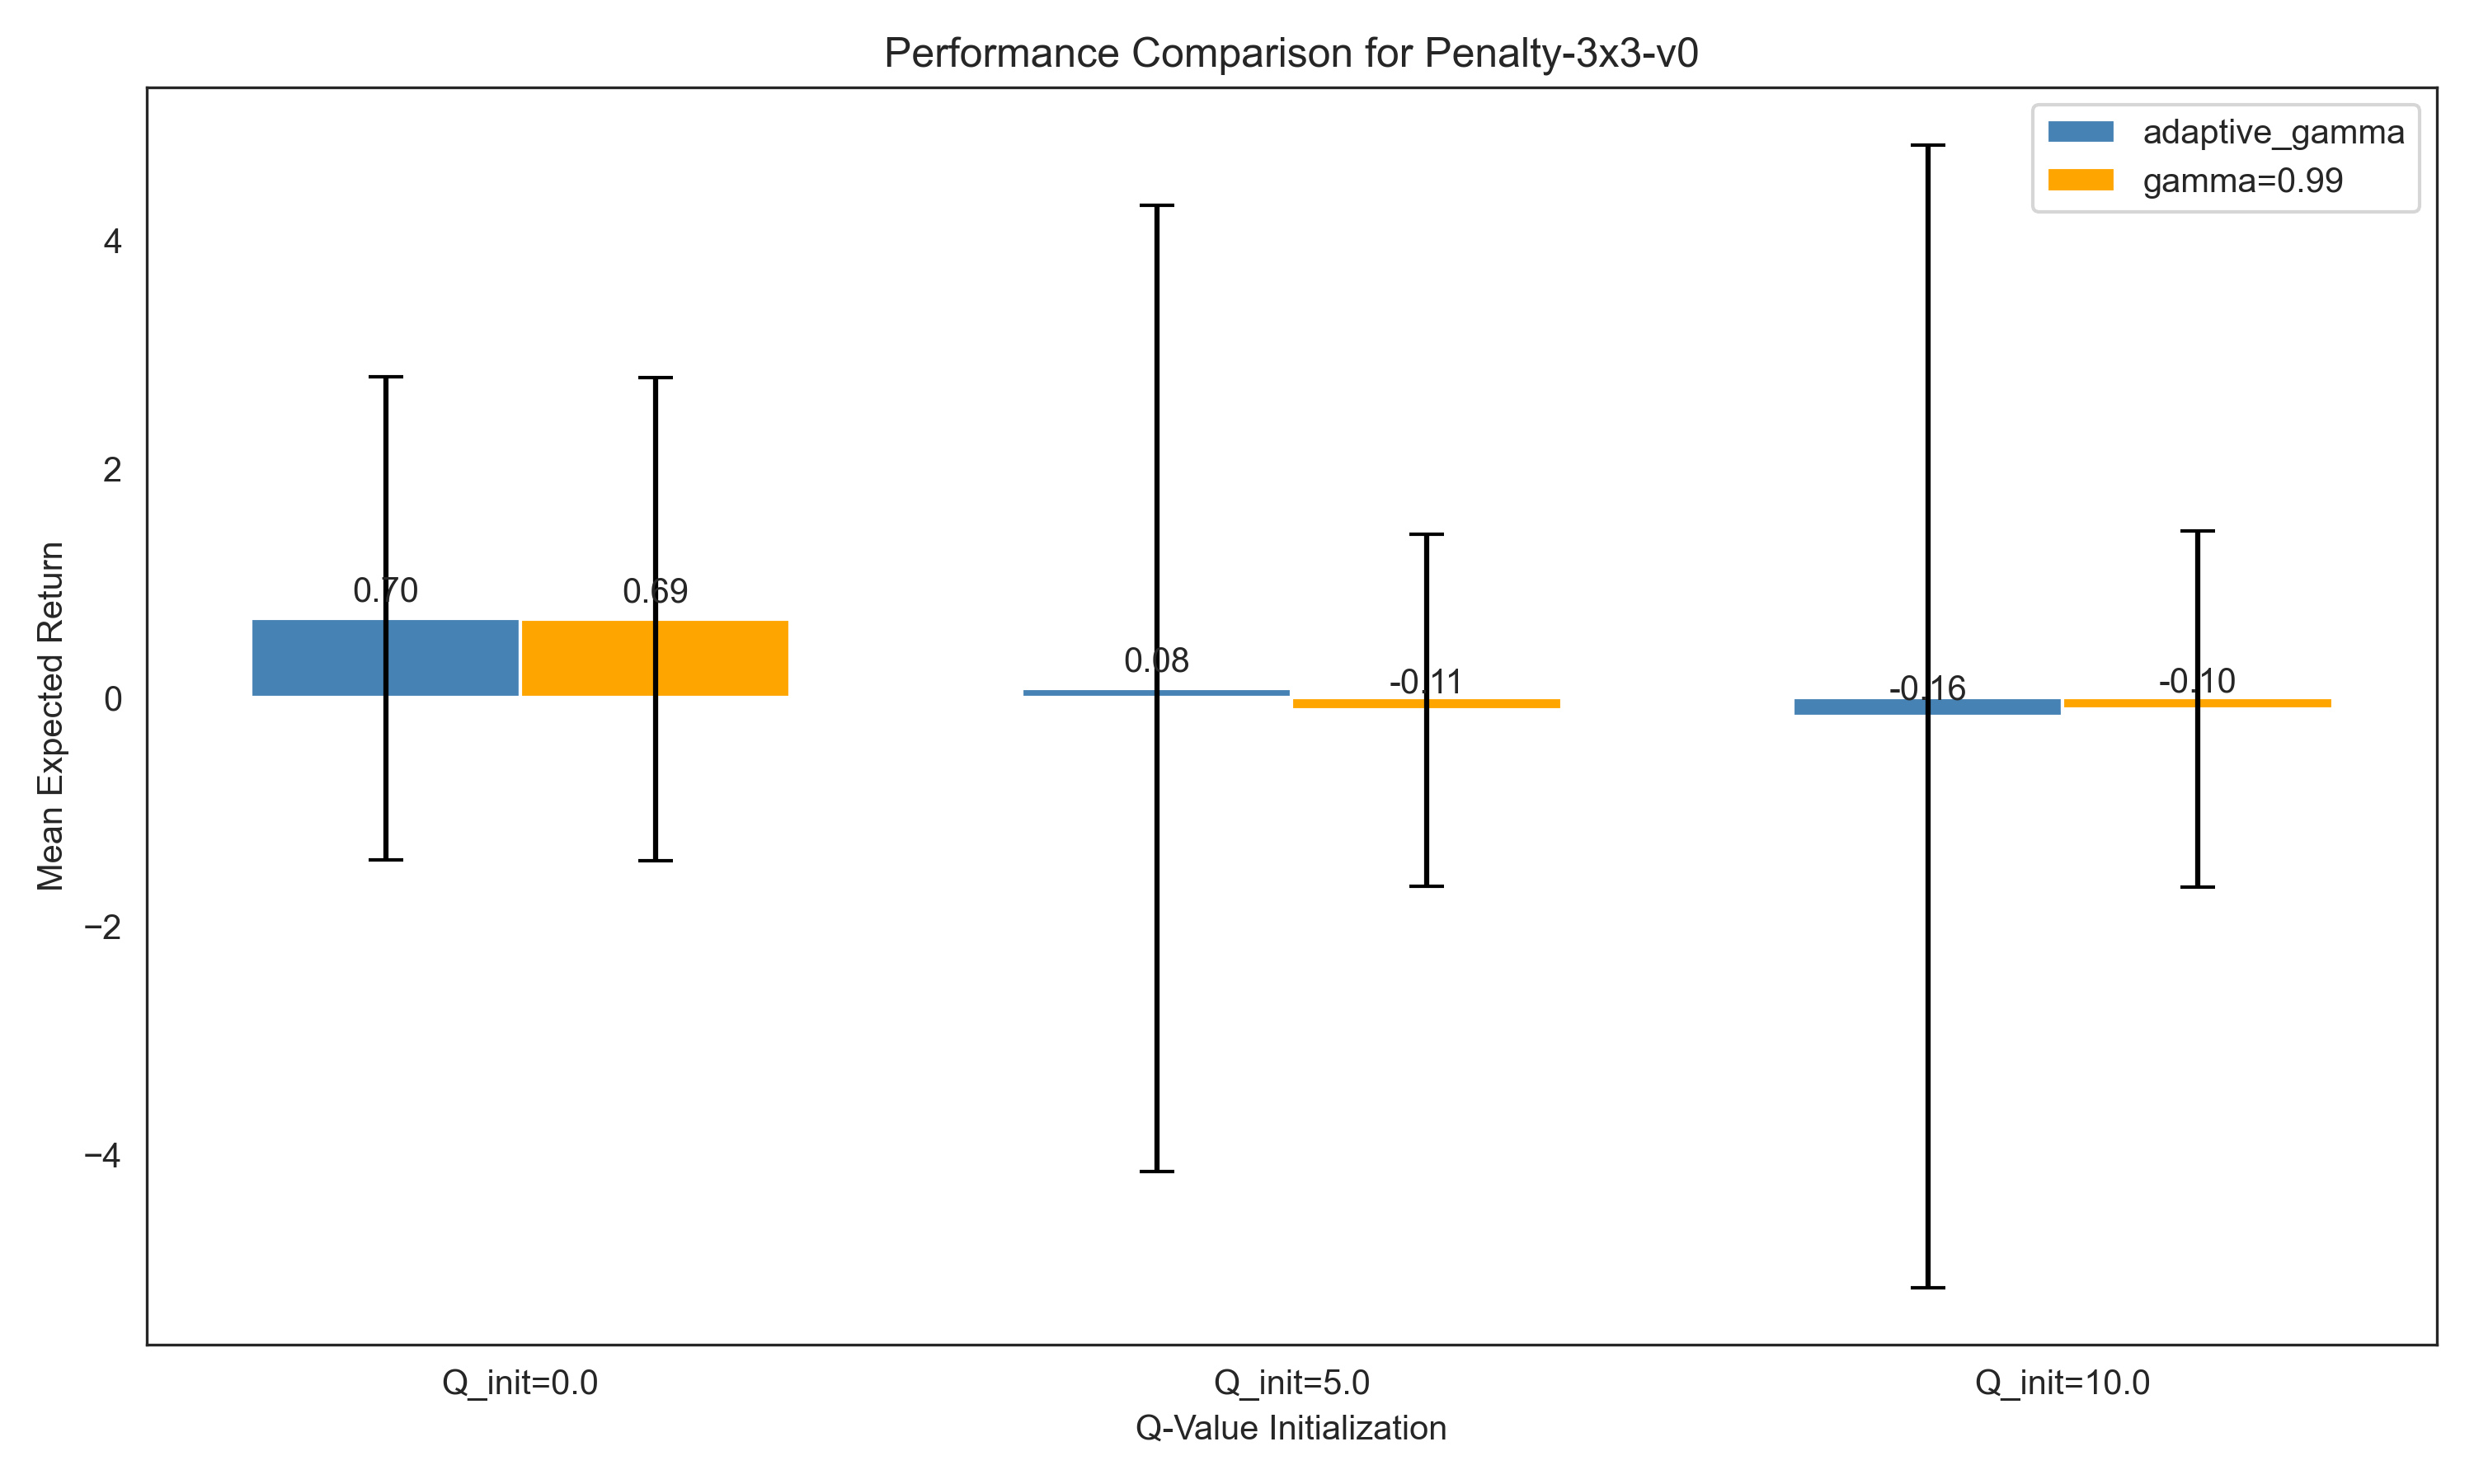 Performance Comparison for Penalty-3x3-v0
adaptive_gamma
gamma=0.99
4
2
0
−2
−4
Mean Expected Return
0.70
0.69
0.08
-0.11
-0.16
-0.10
Q_init=0.0
Q_init=5.0
Q_init=10.0
Q-Value Initialization